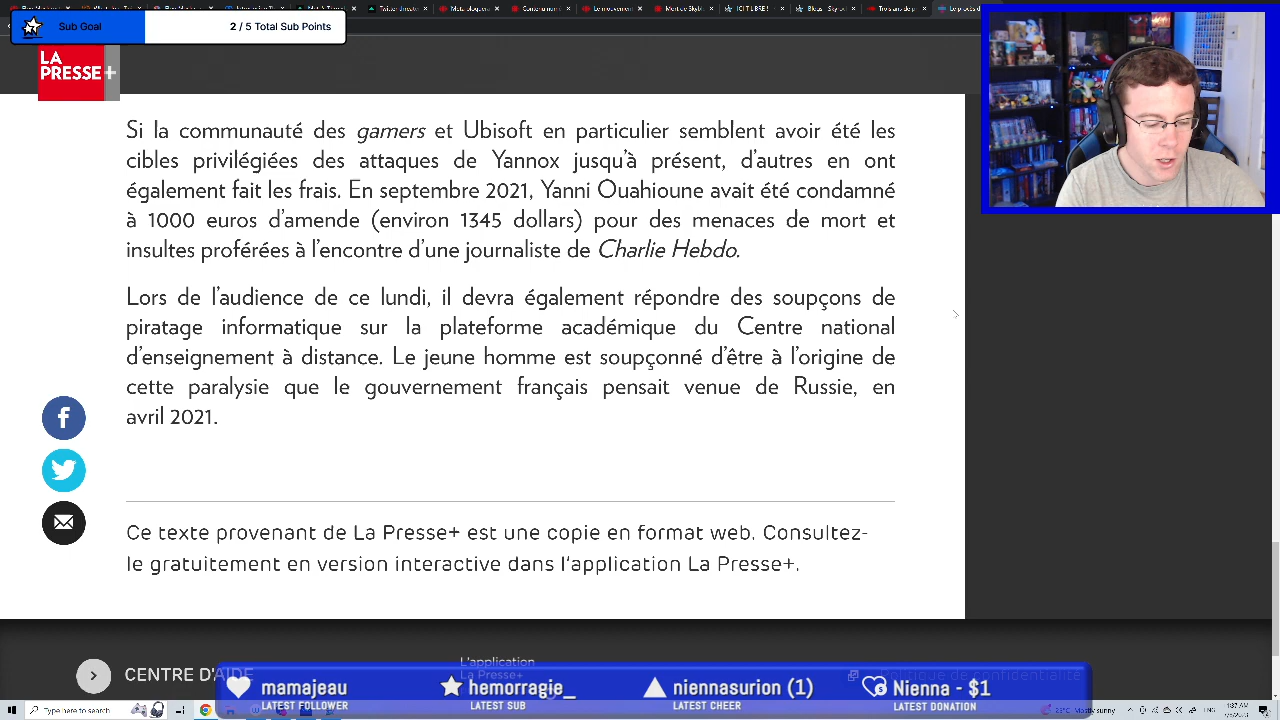 Sub Goal
2 / 5 Total Sub Points
LA
PRESSE+
Si la communauté des gamers et Ubisoft en particulier semblent avoir été les
cibles privilégiées des attaques de Yannox jusqu'à présent, d'autres en ont
également fait les frais. En septembre 2021, Yanni Ouahioune avait été condamné
à 1000 euros d'amende (environ 1345 dollars) pour des menaces de mort et
insultes proférées à l'encontre d'une journaliste de Charlie Hebdo.
Lors de l'audience de ce lundi, il devra également répondre des soupçons de
piratage informatique sur la plateforme académique du Centre national
d'enseignement à distance. Le jeune homme est soupçonné d'être à l'origine de
cette paralysie que le gouvernement français pensait venue de Russie, en
avril 2021.
Ce texte provenant de La Presse+ est une copie en format web. Consultez-
le gratuitement en version interactive dans l'application La Presse+.
CENTRE D'AIDE
L'application
La Presse+
Politique de confidentialité
mamajeau
LATEST FOLLOWER
hemorragie_
LATEST SUB
niennasurion (1)
LATEST CHEER
Nienna - $1
LATEST DONATION
Type here to search
Mostly sunny